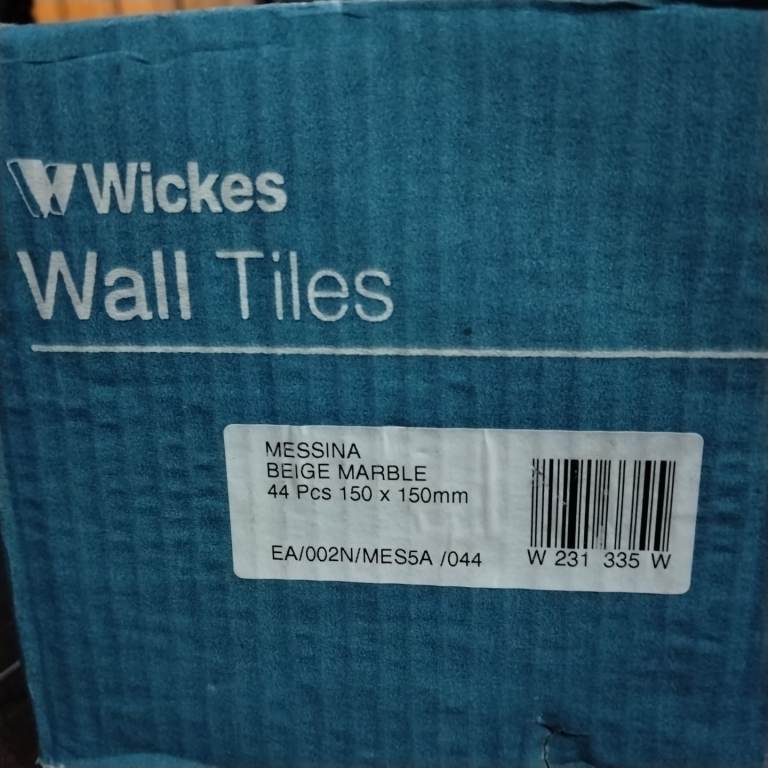 Wickes
Wall Tiles
MESSINA
BEIGE MARBLE
44 Pcs 150 x 150mm
EA/002N/MES5A /044
W 231 335 W